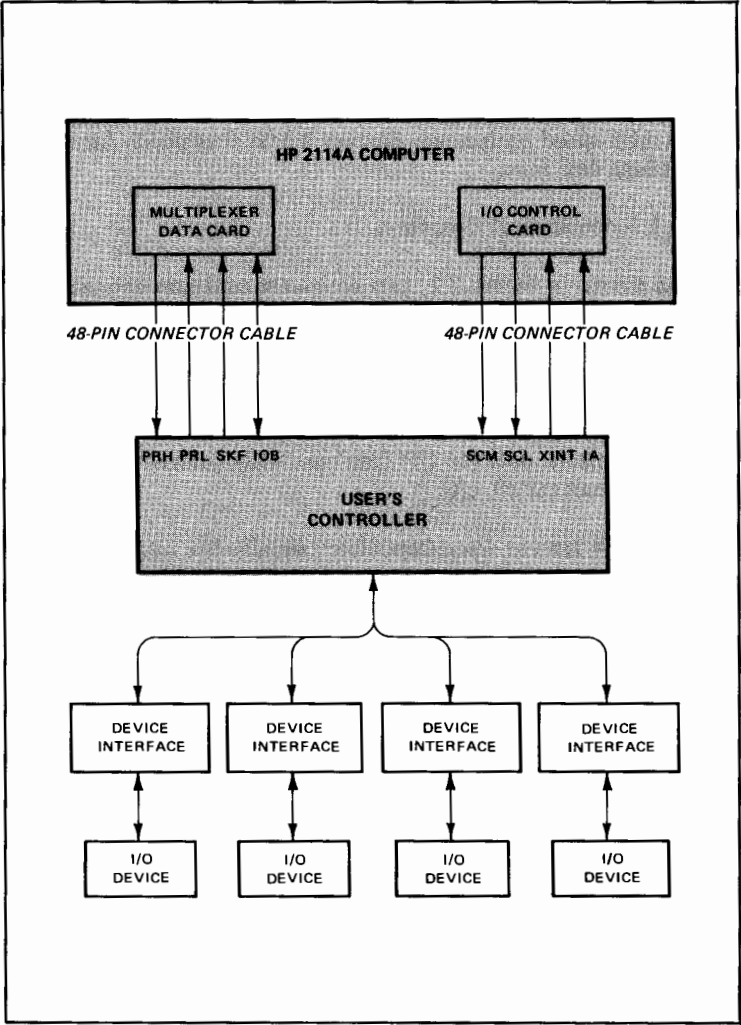 HP 2114A COMPUTER
MULTIPLEXER
DATA CARD
I/O CONTROL
CARD
48-PIN CONNECTOR CABLE
48-PIN CONNECTOR CABLE
PRH PRL SKF IOB
SCM SCL XINT IA
USER'S
CONTROLLER
DEVICE
INTERFACE
DEVICE
INTERFACE
DEVICE
INTERFACE
DEVICE
INTERFACE
I/O
DEVICE
I/O
DEVICE
I/O
DEVICE
I/O
DEVICE